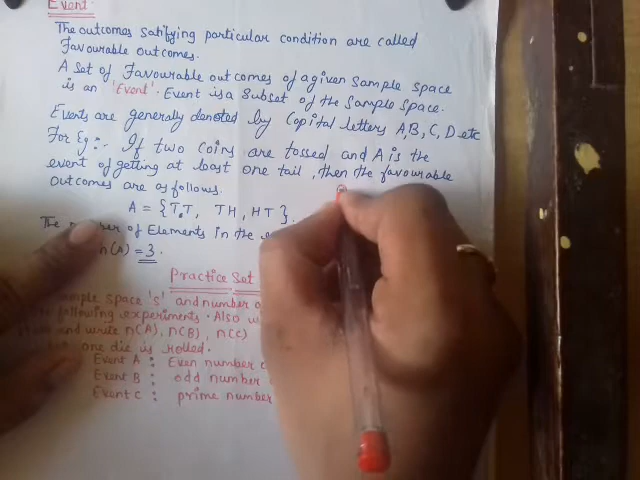 Event:
The outcomes satisfying particular condition are called
Favourable outcomes.
A set of favourable outcomes of a given sample space
is an 'Event'. Event is a subset of the sample space.
Events are generally denoted by Capital letters A, B, C, D etc
For Eg:- If two coins are tossed and A is the
event of getting at least one tail, then the favourable
outcomes are as follows.
A = {TT, TH, HT}.
The number of Elements in the
n(A) = 3.
Practice Set
sample space 's' and number o
following experiments. Also w
and write n(A), n(B), n(C)
one die is rolled.
Event A : Even number
Event B : odd number
Event C : prime number